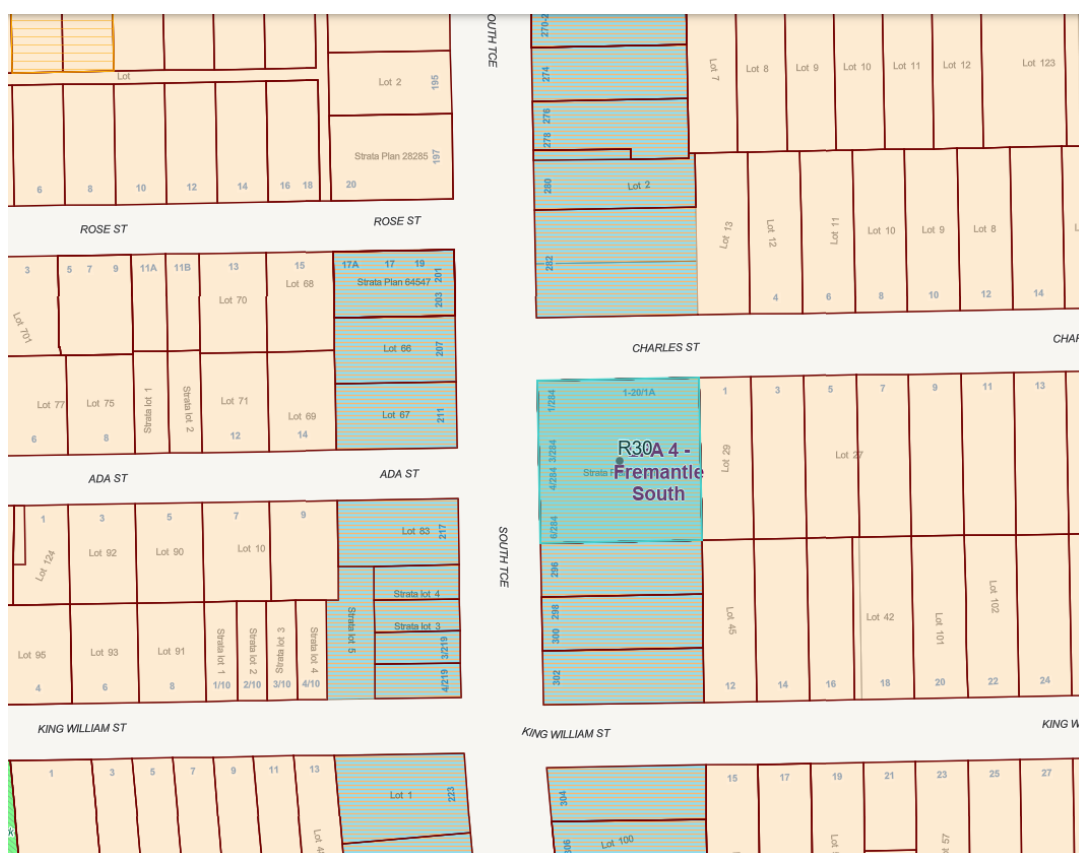 SOUTH TCE
270-2
274
276
278
280
Lot 2
282
Lot
Lot 2
195
Strata Plan 28285
197
20
6
8
10
12
14
16
18
Lot 7
Lot 8
Lot 9
Lot 10
Lot 11
Lot 12
Lot 123
Lot 13
Lot 12
Lot 11
Lot 10
Lot 9
Lot 8
4
6
8
10
12
14
ROSE ST
ROSE ST
3
5
7
9
11A
11B
13
15
17A
17
19
201
Strata Plan 64547
203
Lot 68
Lot 70
Lot 701
Lot 66
207
Lot 77
Lot 75
Strata lot 1
Strata lot 2
Lot 71
Lot 69
Lot 67
211
6
8
12
14
CHARLES ST
CHAR
ADA ST
ADA ST
1/284
1-20/1A
3/284
4/284
6/284
R30
LPA 4 -
Fremantle
South
1
3
5
7
9
11
13
Lot 29
Lot 27
1
3
5
7
9
Lot 124
Lot 92
Lot 90
Lot 10
Lot 83
217
SOUTH TCE
Strata lot 4
Strata lot 3
Strata lot 5
3/219
4/219
Lot 95
Lot 93
Lot 91
Strata lot 1
Strata lot 2
Strata lot 3
Strata lot 4
4
6
8
1/10
2/10
3/10
4/10
296
298
300
302
Lot 45
Lot 42
Lot 101
Lot 102
12
14
16
18
20
22
24
KING WILLIAM ST
KING WILLIAM ST
KING W
1
3
5
7
9
11
13
Lot 1
223
304
306
Lot 100
15
17
19
21
23
25
27